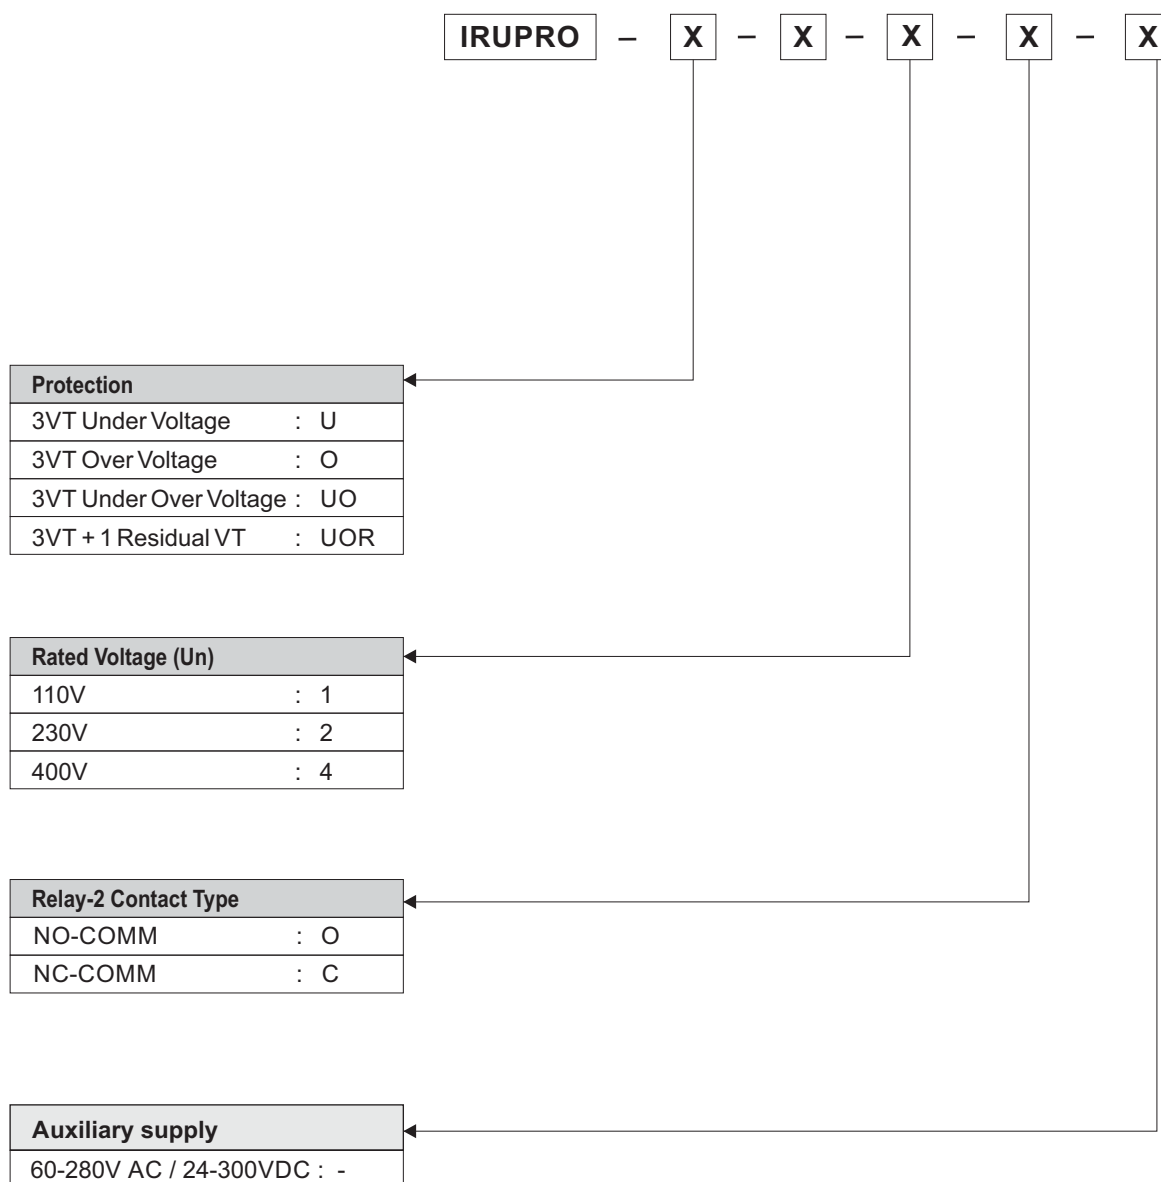 IRUPRO – X – X – X – X – X
Protection
3VT Under Voltage : U
3VT Over Voltage : O
3VT Under Over Voltage : UO
3VT + 1 Residual VT : UOR
Rated Voltage (Un)
110V : 1
230V : 2
400V : 4
Relay-2 Contact Type
NO-COMM : O
NC-COMM : C
Auxiliary supply
60-280V AC / 24-300VDC : -